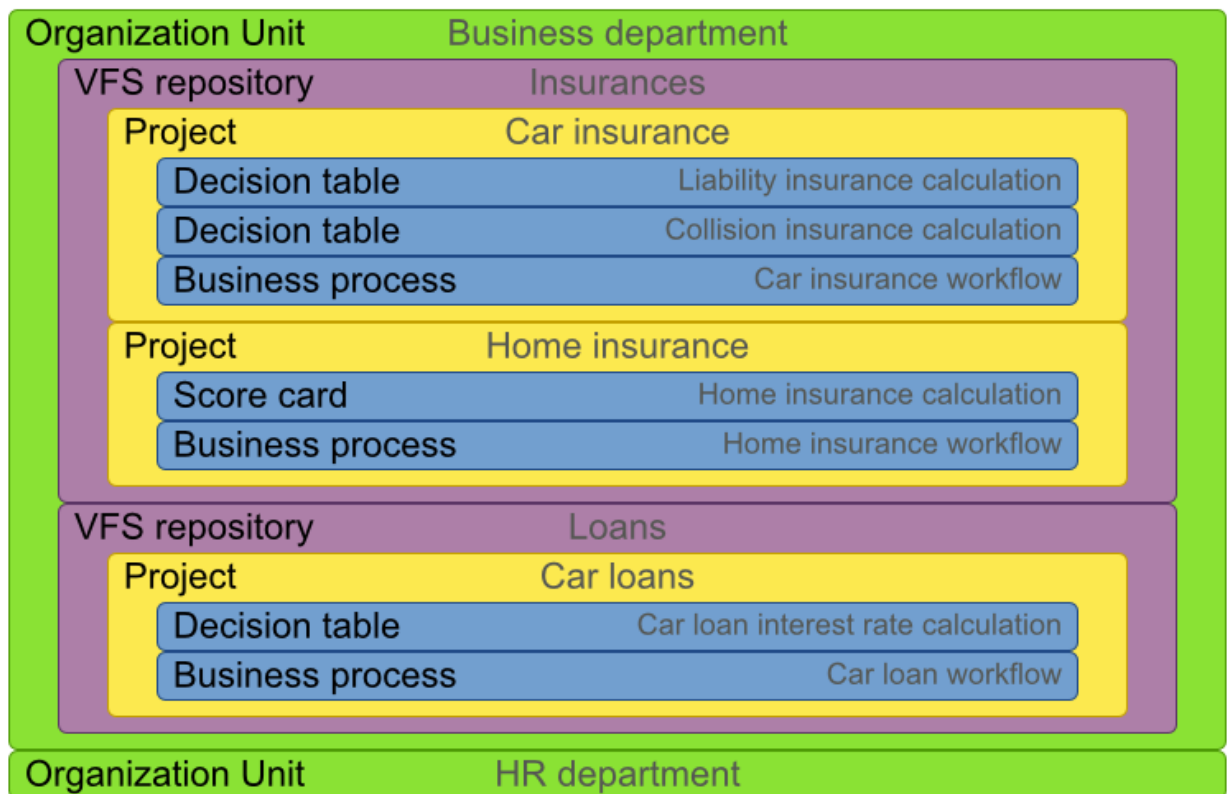 Organization Unit Business department
VFS repository Insurances
Project Car insurance
Decision table Liability insurance calculation
Decision table Collision insurance calculation
Business process Car insurance workflow
Project Home insurance
Score card Home insurance calculation
Business process Home insurance workflow
VFS repository Loans
Project Car loans
Decision table Car loan interest rate calculation
Business process Car loan workflow
Organization Unit HR department